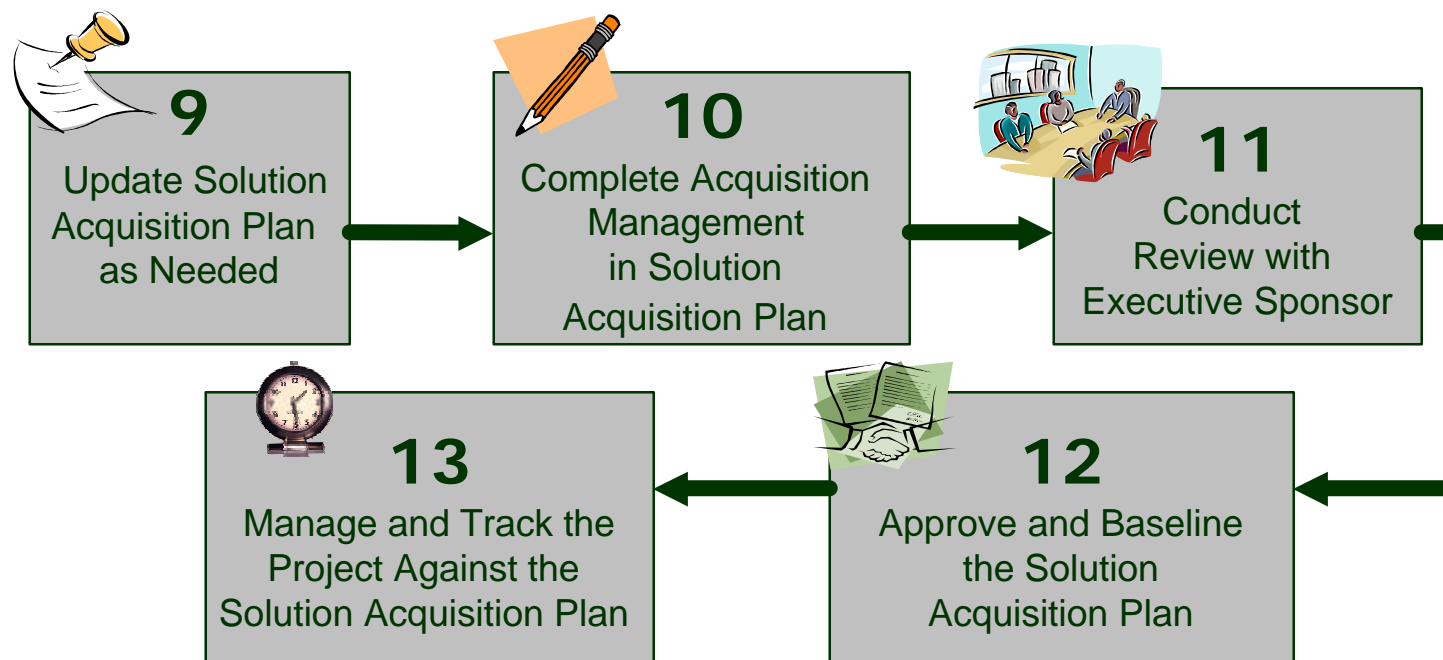 9
Update Solution
Acquisition Plan
as Needed
10
Complete Acquisition
Management
in Solution
Acquisition Plan
11
Conduct
Review with
Executive Sponsor
12
Approve and Baseline
the Solution
Acquisition Plan
13
Manage and Track the
Project Against the
Solution Acquisition Plan